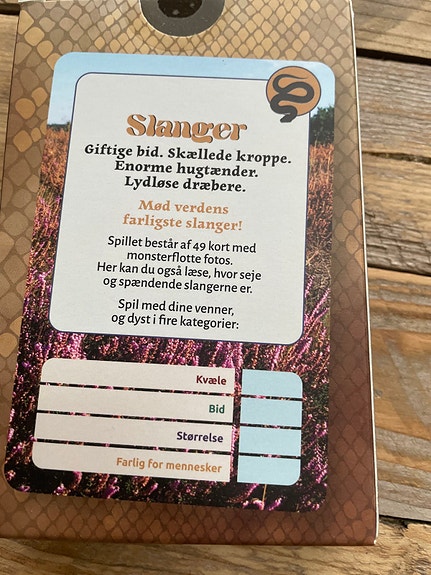 Slanger
Giftige bid. Skællede kroppe.
Enorme hugtænder.
Lydløse dræbere.
Mød verdens
farligste slanger!
Spillet består af 49 kort med
monsterflotte fotos.
Her kan du også læse, hvor seje
og spændende slangerne er.
Spil med dine venner,
og dyst i fire kategorier:
Kvæle
Bid
Størrelse
Farlig for mennesker